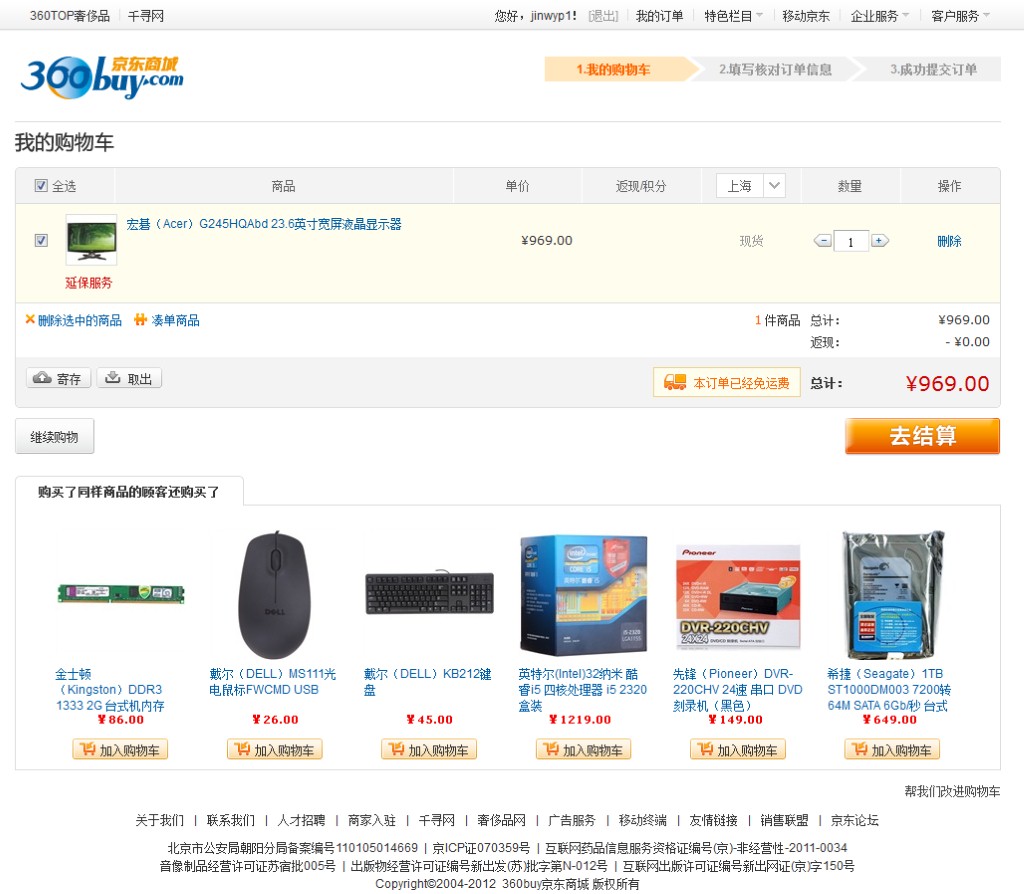 360TOP奢侈品 千寻网 您好，jinwyp1! [退出] 我的订单 特色栏目 移动京东 企业服务 客户服务
360buy.com 京东商城
1.我的购物车 2.填写核对订单信息 3.成功提交订单
我的购物车
全选 商品 单价 返现/积分 上海 数量 操作
宏碁（Acer）G245HQAbd 23.6英寸宽屏液晶显示器
¥969.00 现货 1 删除
延保服务
删除选中的商品 凑单商品 1 件商品 总计： ¥969.00
返现： - ¥0.00
寄存 取出 本订单已经免运费 总计： ¥969.00
继续购物 去结算
购买了同样商品的顾客还购买了
DELL
Pioneer
DVR-220CHV
24X24
金士顿
（Kingston）DDR3
1333 2G 台式机内存
¥86.00
加入购物车
戴尔（DELL）MS111光
电鼠标FWCMD USB
¥26.00
加入购物车
戴尔（DELL）KB212键
盘
¥45.00
加入购物车
英特尔(Intel)32纳米 酷
睿i5 四核处理器 i5 2320
盒装
¥1219.00
加入购物车
先锋（Pioneer）DVR-
220CHV 24速 串口 DVD
刻录机（黑色）
¥149.00
加入购物车
希捷（Seagate）1TB
ST1000DM003 7200转
64M SATA 6Gb/秒 台式
¥649.00
加入购物车
帮我们改进购物车
关于我们 | 联系我们 | 人才招聘 | 商家入驻 | 千寻网 | 奢侈品网 | 广告服务 | 移动终端 | 友情链接 | 销售联盟 | 京东论坛
北京市公安局朝阳分局备案编号110105014669 | 京ICP证070359号 | 互联网药品信息服务资格证编号(京)-非经营性-2011-0034
音像制品经营许可证苏宿批005号 | 出版物经营许可证编号新出发(苏)批字第N-012号 | 互联网出版许可证编号新出网证(京)字150号
Copyright©2004-2012 360buy京东商城 版权所有